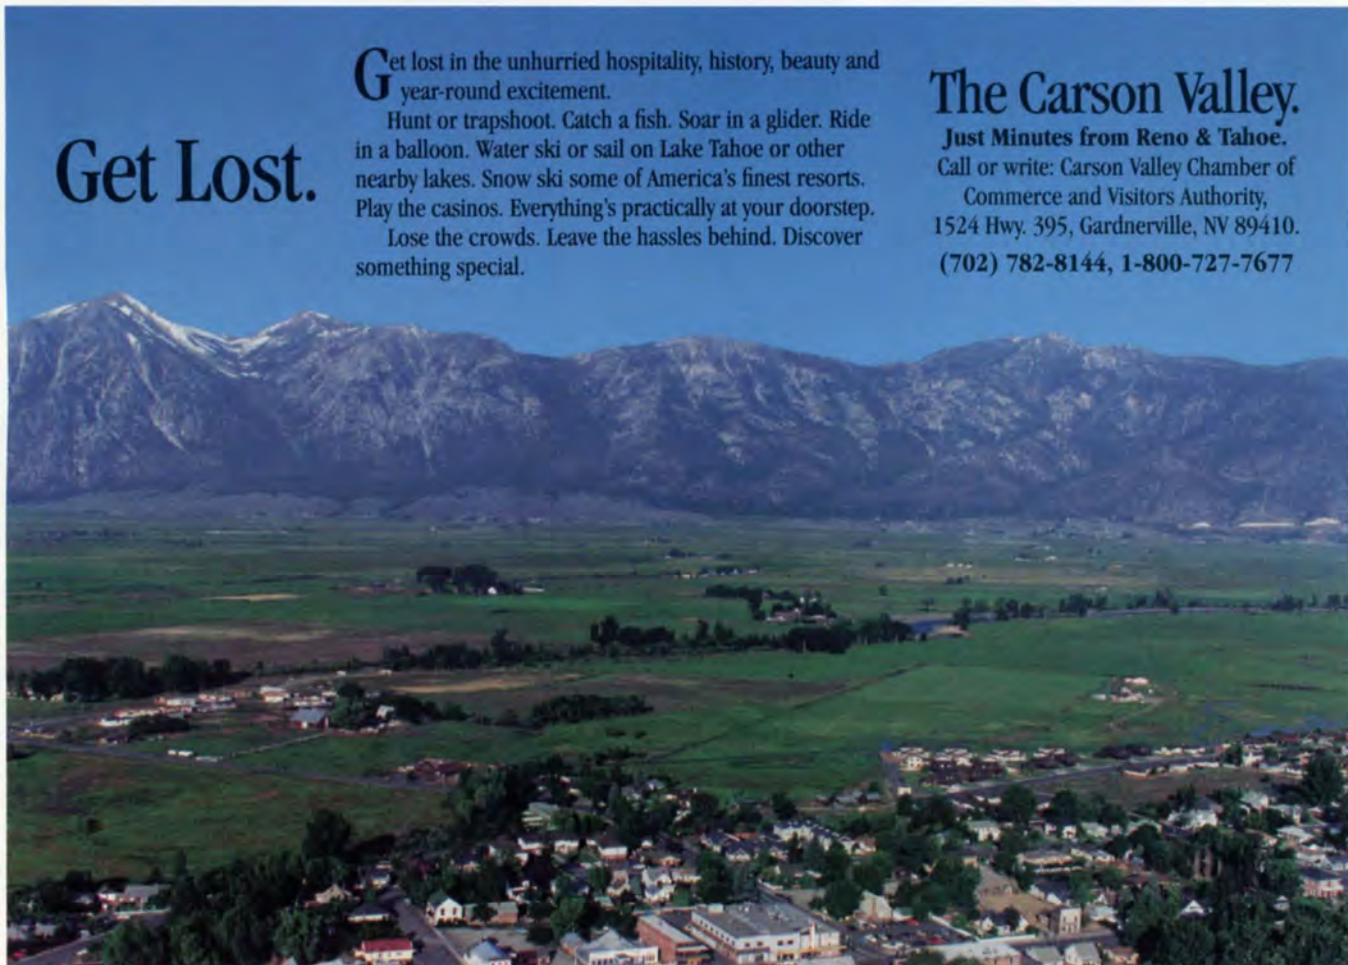 Get Lost.
Get lost in the unhurried hospitality, history, beauty and
year-round excitement.
Hunt or trapshoot. Catch a fish. Soar in a glider. Ride
in a balloon. Water ski or sail on Lake Tahoe or other
nearby lakes. Snow ski some of America's finest resorts.
Play the casinos. Everything's practically at your doorstep.
Lose the crowds. Leave the hassles behind. Discover
something special.
The Carson Valley.
Just Minutes from Reno & Tahoe.
Call or write: Carson Valley Chamber of
Commerce and Visitors Authority,
1524 Hwy. 395, Gardnerville, NV 89410.
(702) 782-8144, 1-800-727-7677